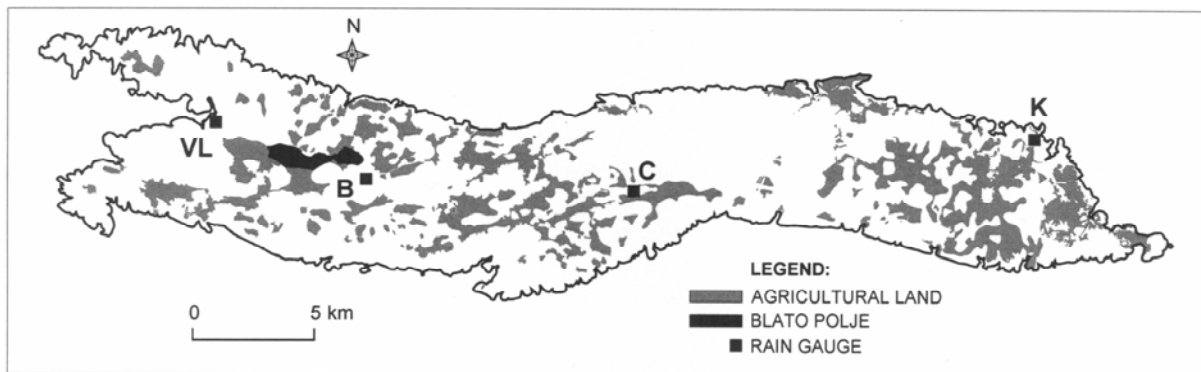 N
K
VL
B
C
0 5 km
LEGEND:
AGRICULTURAL LAND
BLATO POLJE
RAIN GAUGE